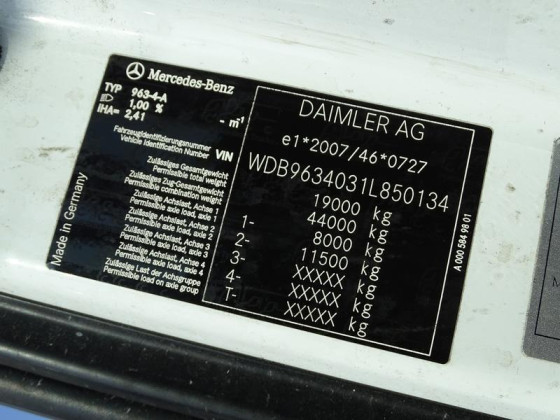 Mercedes-Benz
TYP 963-4-A
1,00 %
IHA= 2,41 - m⁻¹
DAIMLER AG
e1*2007/46*0727
Fahrzeugidentifizierungsnummer
Vehicle Identification Number VIN WDB9634031L850134
Zulässiges Gesamtgewicht
Permissible total weight 19000 kg
Zulässiges Zug-Gesamtgewicht
Permissible combination weight 44000 kg
Zulässige Achslast, Achse 1
Permissible axle load, axle 1 1- 8000 kg
Zulässige Achslast, Achse 2
Permissible axle load, axle 2 2- 11500 kg
Zulässige Achslast, Achse 3
Permissible axle load, axle 3 3- XXXXX kg
Zulässige Achslast, Achse 4
Permissible axle load, axle 4 4- XXXXX kg
Zulässige Last der Achsgruppe
Permissible load on axle group T- XXXXX kg
Made in Germany
A 000 584 98 01